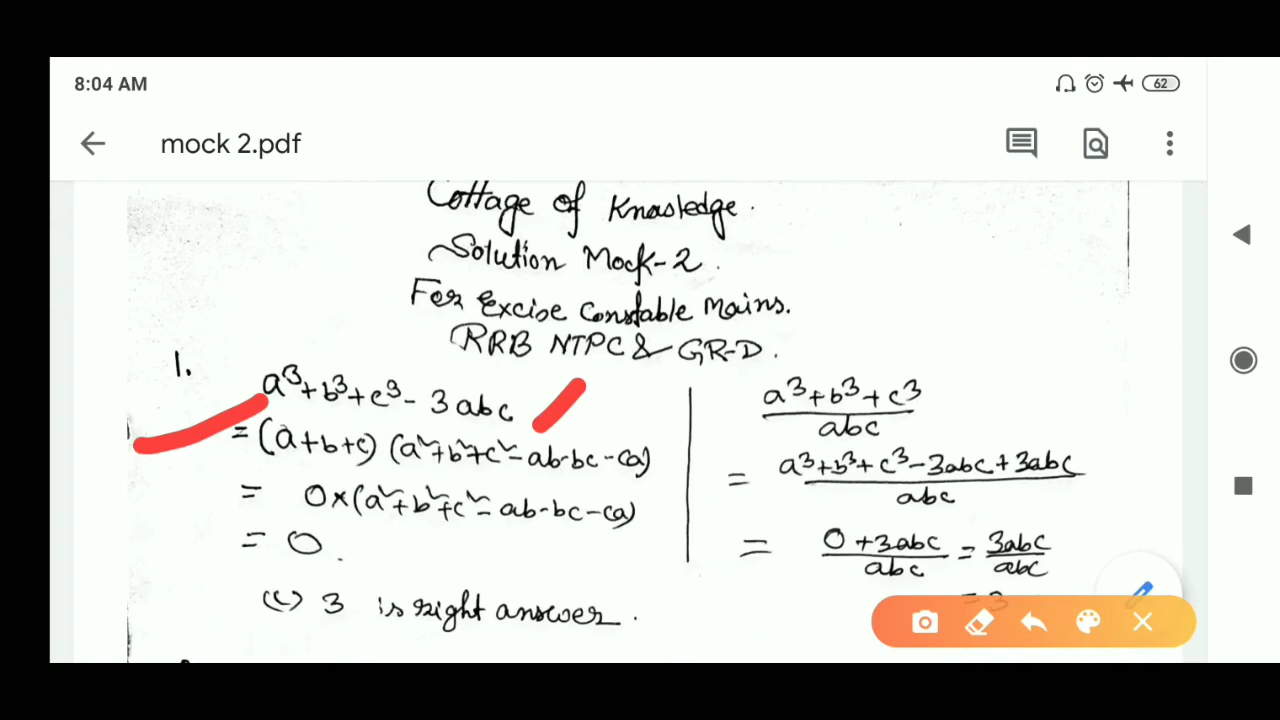 8:04 AM
62
mock 2.pdf
Cottage of Knowledge.
Solution Mock-2.
For Excise Constable Mains.
RRB NTPC & GR-D.
1.
a³+b³+c³-3abc
=(a+b+c)(a²+b²+c²-ab-bc-ca)
= 0×(a²+b²+c²-ab-bc-ca)
= 0.
(c) 3 is right answer.
a³+b³+c³
abc
= a³+b³+c³-3abc+3abc
abc
= 0+3abc = 3abc
abc abc
= 3